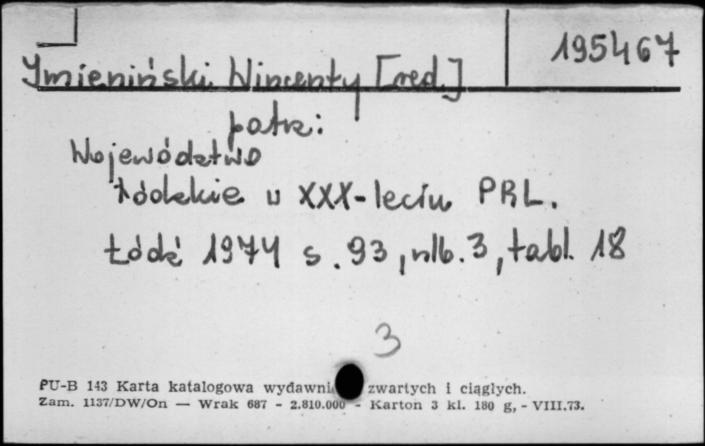 195467
Ymieniński Wincenty [red.]
patrz:
Województwo
Łódzkie w XXX-leciu PRL.
Łódź 1974 s. 93, nlb. 3, tabl. 18
3
PU-B 143 Karta katalogowa wydawni zwartych i ciągłych.
Zam. 1137/DW/On — Wrak 687 - 2.810.000 - Karton 3 kl. 180 g, - VIII.73.